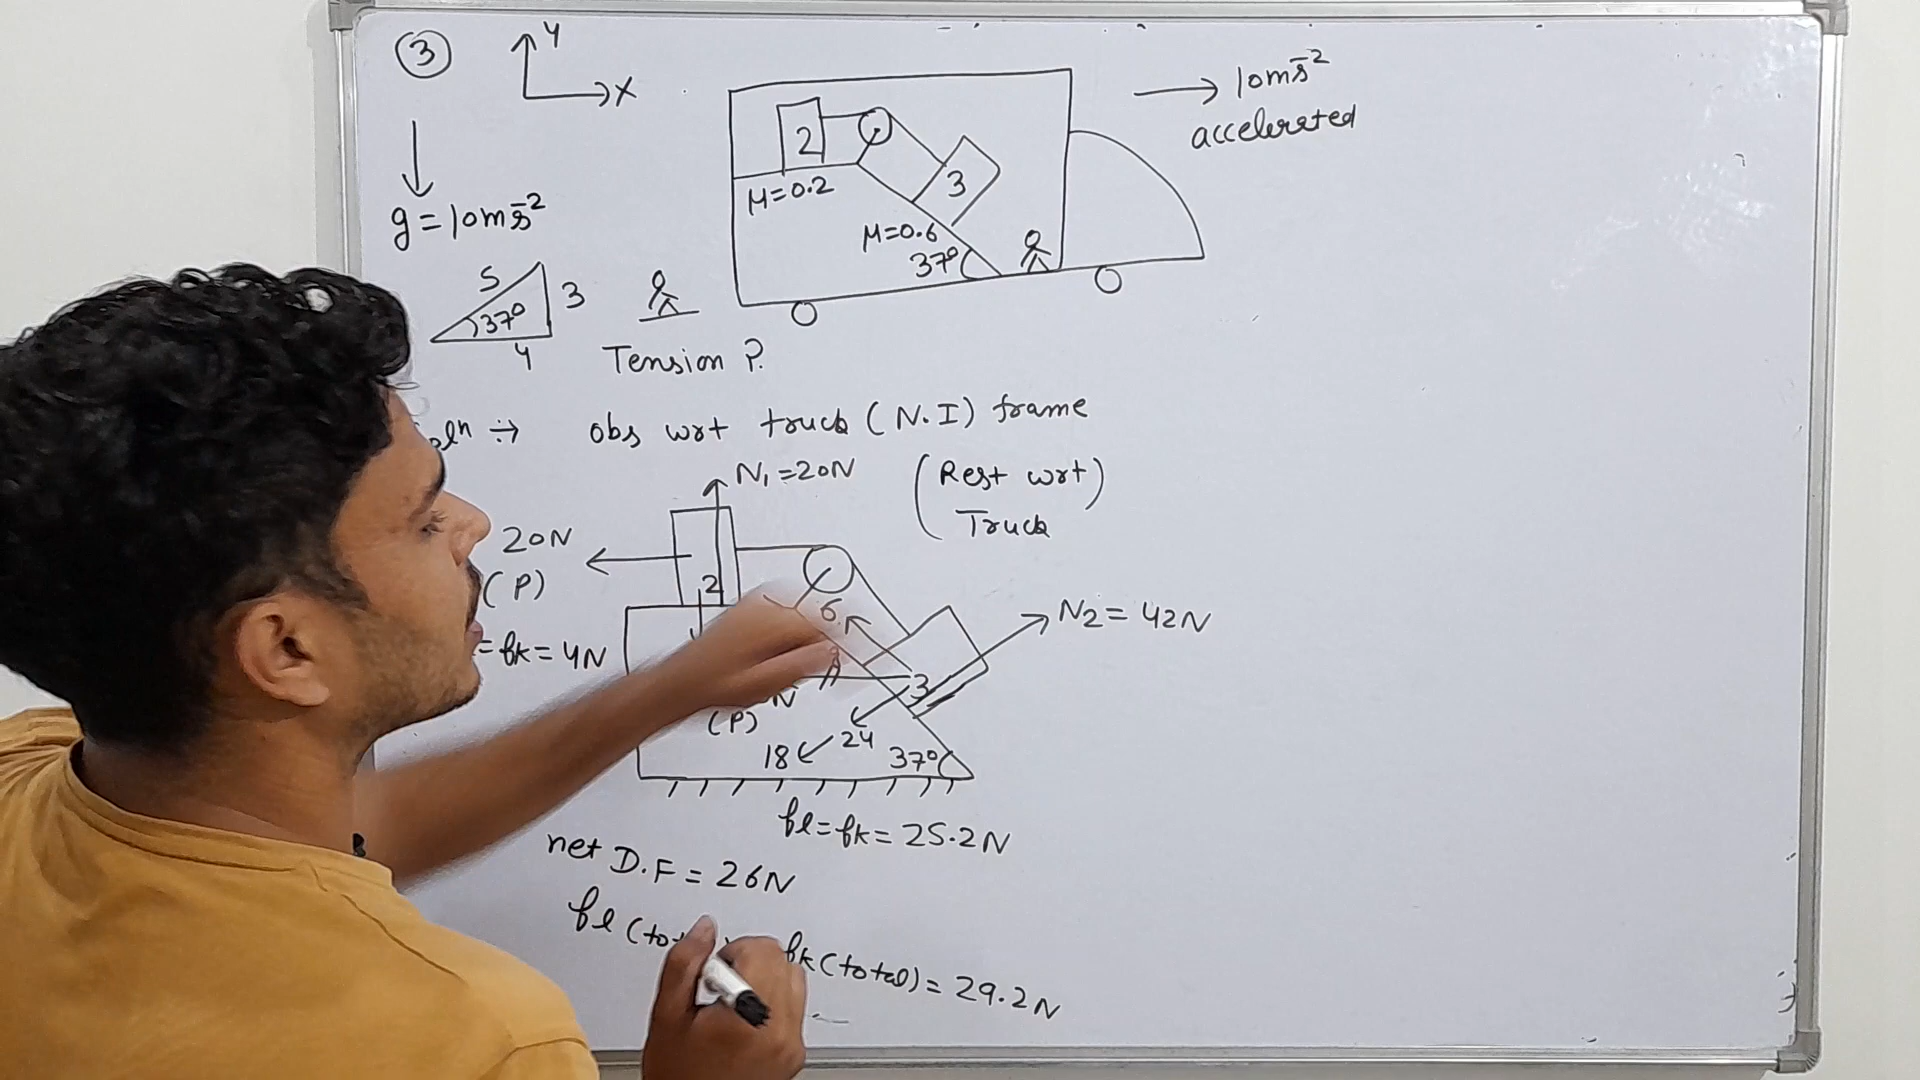 ③
Y
X
→ 10ms̄²
accelerated
g=10ms̄²
2
3
μ=0.2
μ=0.6
37°
5
3
37°
4
Tension ?
→ obs wrt truck (N.I) frame
N₁=20N
(Rest wrt
Truck)
20N
(P)
2
= fk = 4N
6
N₂ = 42N
3
N
(P)
18
24
37°
fl=fk= 25.2N
net D.F = 26N
fl fk(total) = 29.2N